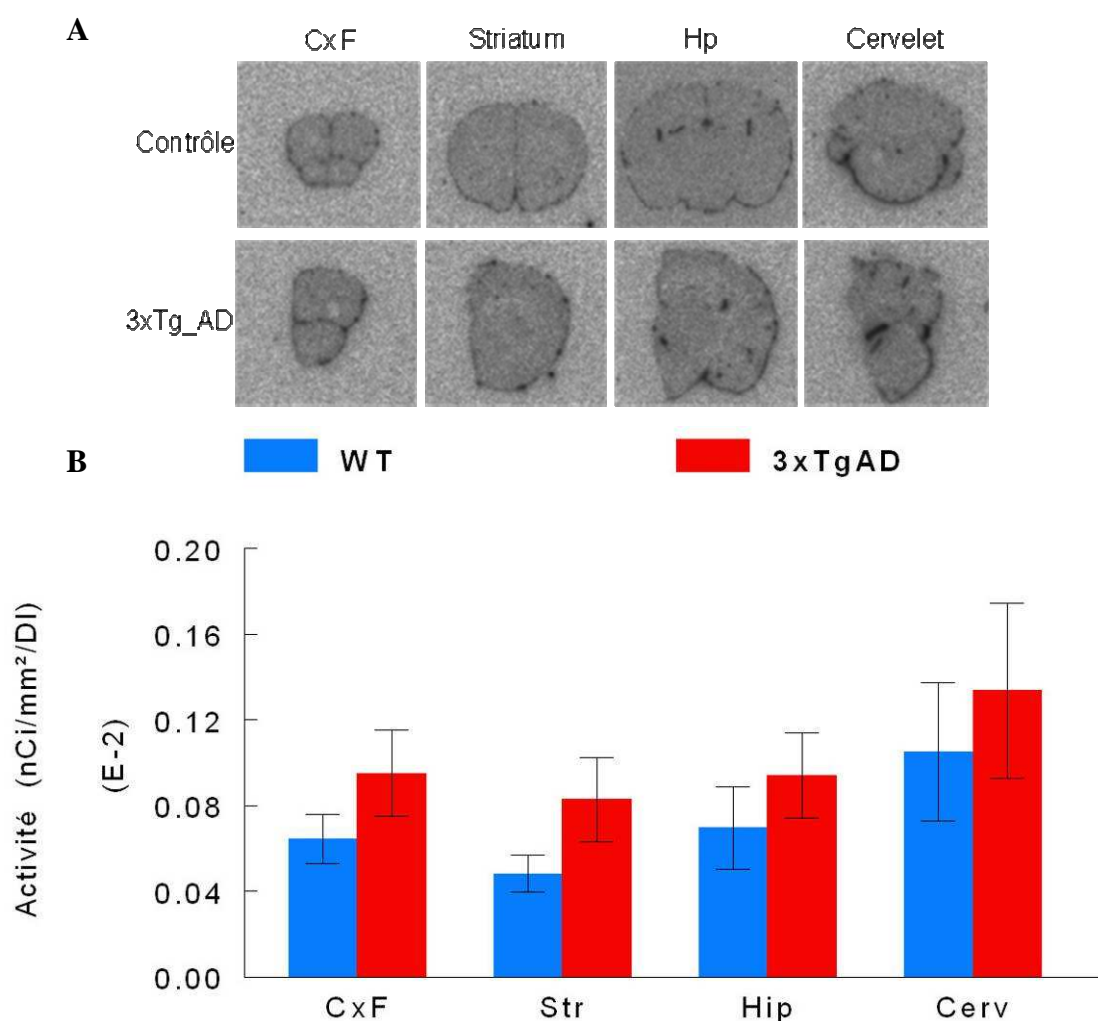 A
CxF Striatum Hp Cervelet
Contrôle
3xTg_AD
B
WT 3xTgAD
Activité (nCi/mm²/DI)
(E-2)
0.20
0.16
0.12
0.08
0.04
0.00
CxF Str Hip Cerv